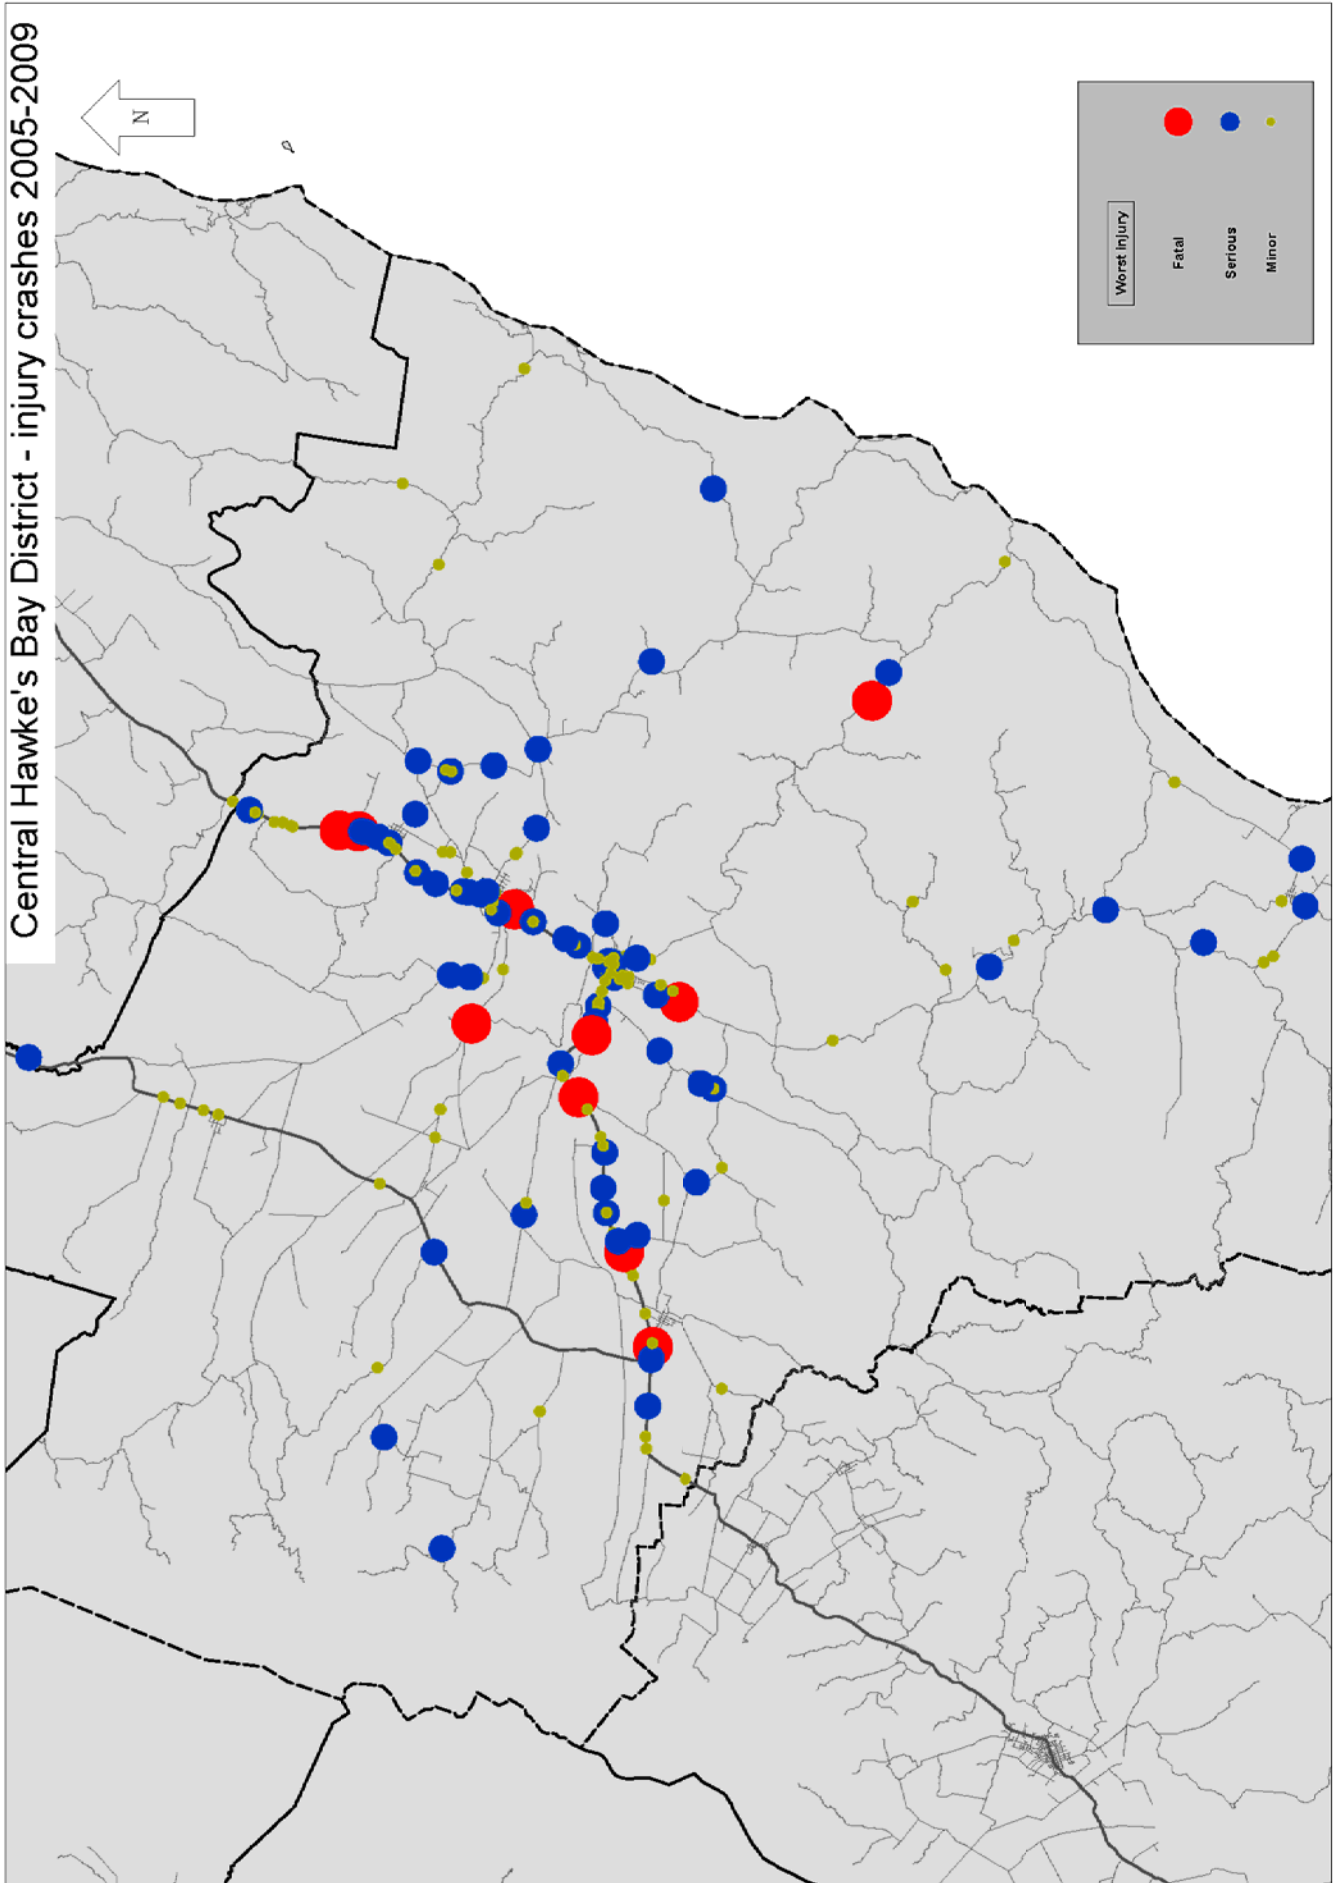 Central Hawke's Bay District - injury crashes 2005-2009
N
Worst injury
Fatal
Serious
Minor